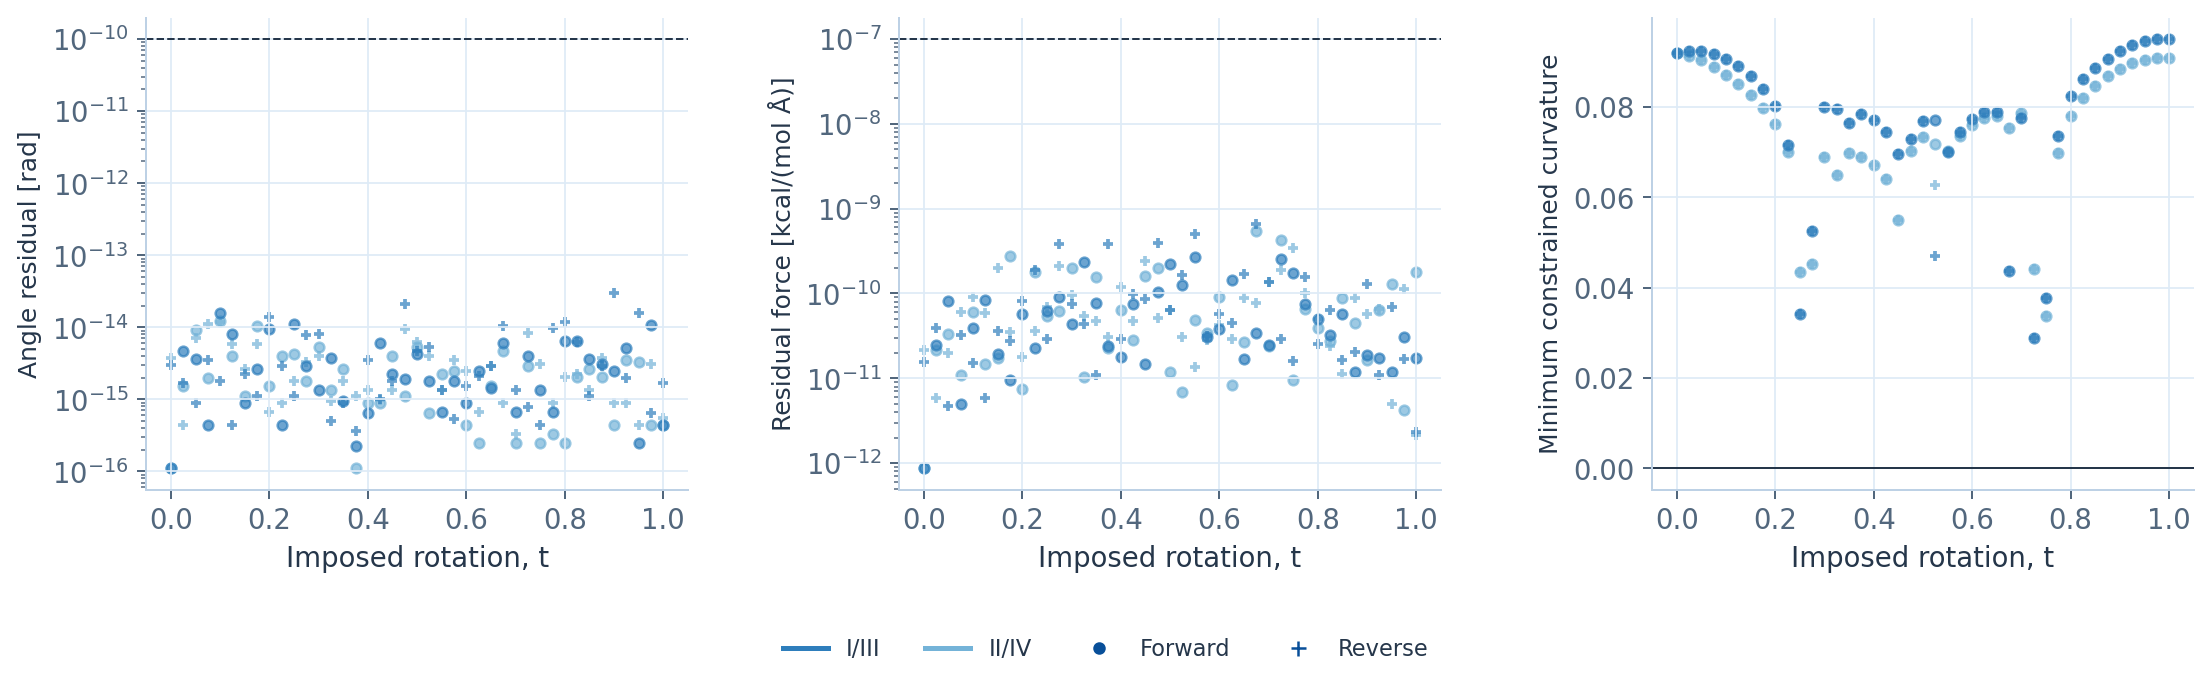 Angle residual [rad]
10⁻¹⁰
10⁻¹¹
10⁻¹²
10⁻¹³
10⁻¹⁴
10⁻¹⁵
10⁻¹⁶
0.0 0.2 0.4 0.6 0.8 1.0
Imposed rotation, t
Residual force [kcal/(mol Å)]
10⁻⁷
10⁻⁸
10⁻⁹
10⁻¹⁰
10⁻¹¹
10⁻¹²
0.0 0.2 0.4 0.6 0.8 1.0
Imposed rotation, t
Minimum constrained curvature
0.08
0.06
0.04
0.02
0.00
0.0 0.2 0.4 0.6 0.8 1.0
Imposed rotation, t
I/III II/IV Forward Reverse